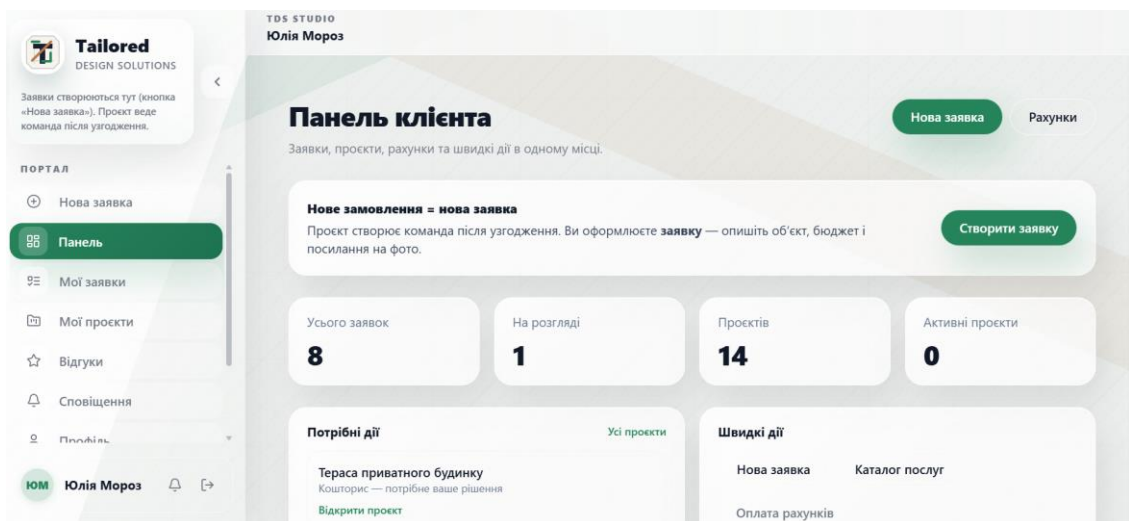 Tailored
DESIGN SOLUTIONS
Заявки створюються тут (кнопка
«Нова заявка»). Проєкт веде
команда після узгодження.
ПОРТАЛ
Нова заявка
Панель
Мої заявки
Мої проєкти
Відгуки
Сповіщення
Профіль
ЮМ
Юлія Мороз
TDS STUDIO
Юлія Мороз
Панель клієнта
Заявки, проєкти, рахунки та швидкі дії в одному місці.
Нова заявка
Рахунки
Нове замовлення = нова заявка
Проєкт створює команда після узгодження. Ви оформлюєте заявку — опишіть об'єкт, бюджет і
посилання на фото.
Створити заявку
Усього заявок
8
На розгляді
1
Проєктів
14
Активні проєкти
0
Потрібні дії
Усі проєкти
Тераса приватного будинку
Кошторис — потрібне ваше рішення
Відкрити проєкт
Швидкі дії
Нова заявка
Каталог послуг
Оплата рахунків